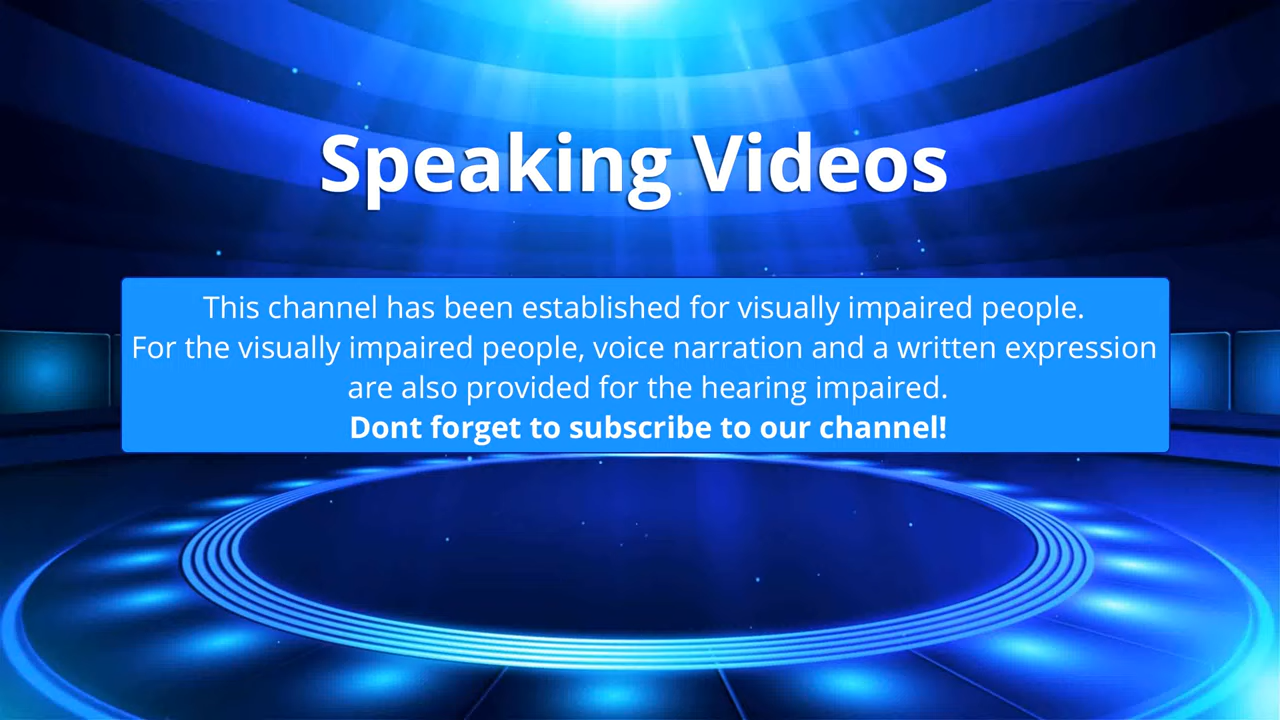 Speaking Videos
This channel has been established for visually impaired people.
For the visually impaired people, voice narration and a written expression
are also provided for the hearing impaired.
Dont forget to subscribe to our channel!